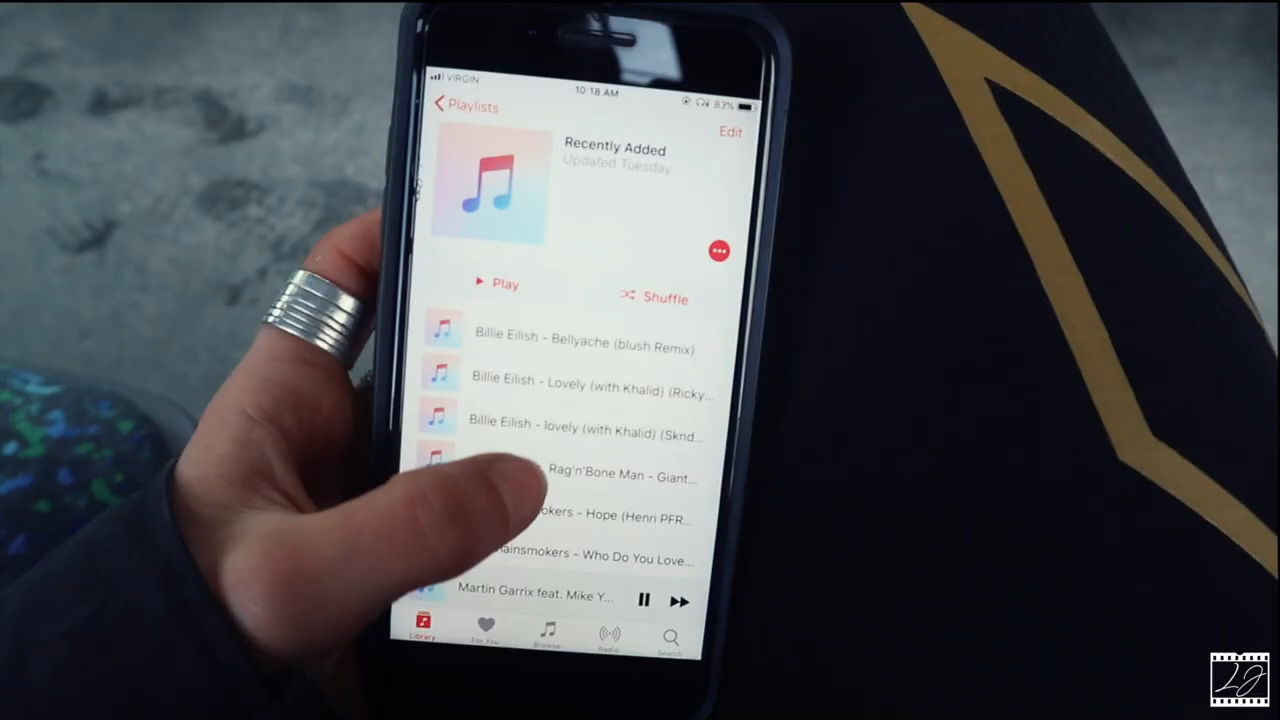 VIRGIN
10:18 AM
83%
Playlists
Edit
Recently Added
Updated Tuesday
Play
Shuffle
Billie Eilish - Bellyache (blush Remix)
Billie Eilish - Lovely (with Khalid) (Ricky...
Billie Eilish - lovely (with Khalid) (Sknd...
Rag'n'Bone Man - Giant...
okers - Hope (Henri PFR...
ainsmokers - Who Do You Love...
Martin Garrix feat. Mike Y...
Library
For You
Browse
Radio
Search
LJ